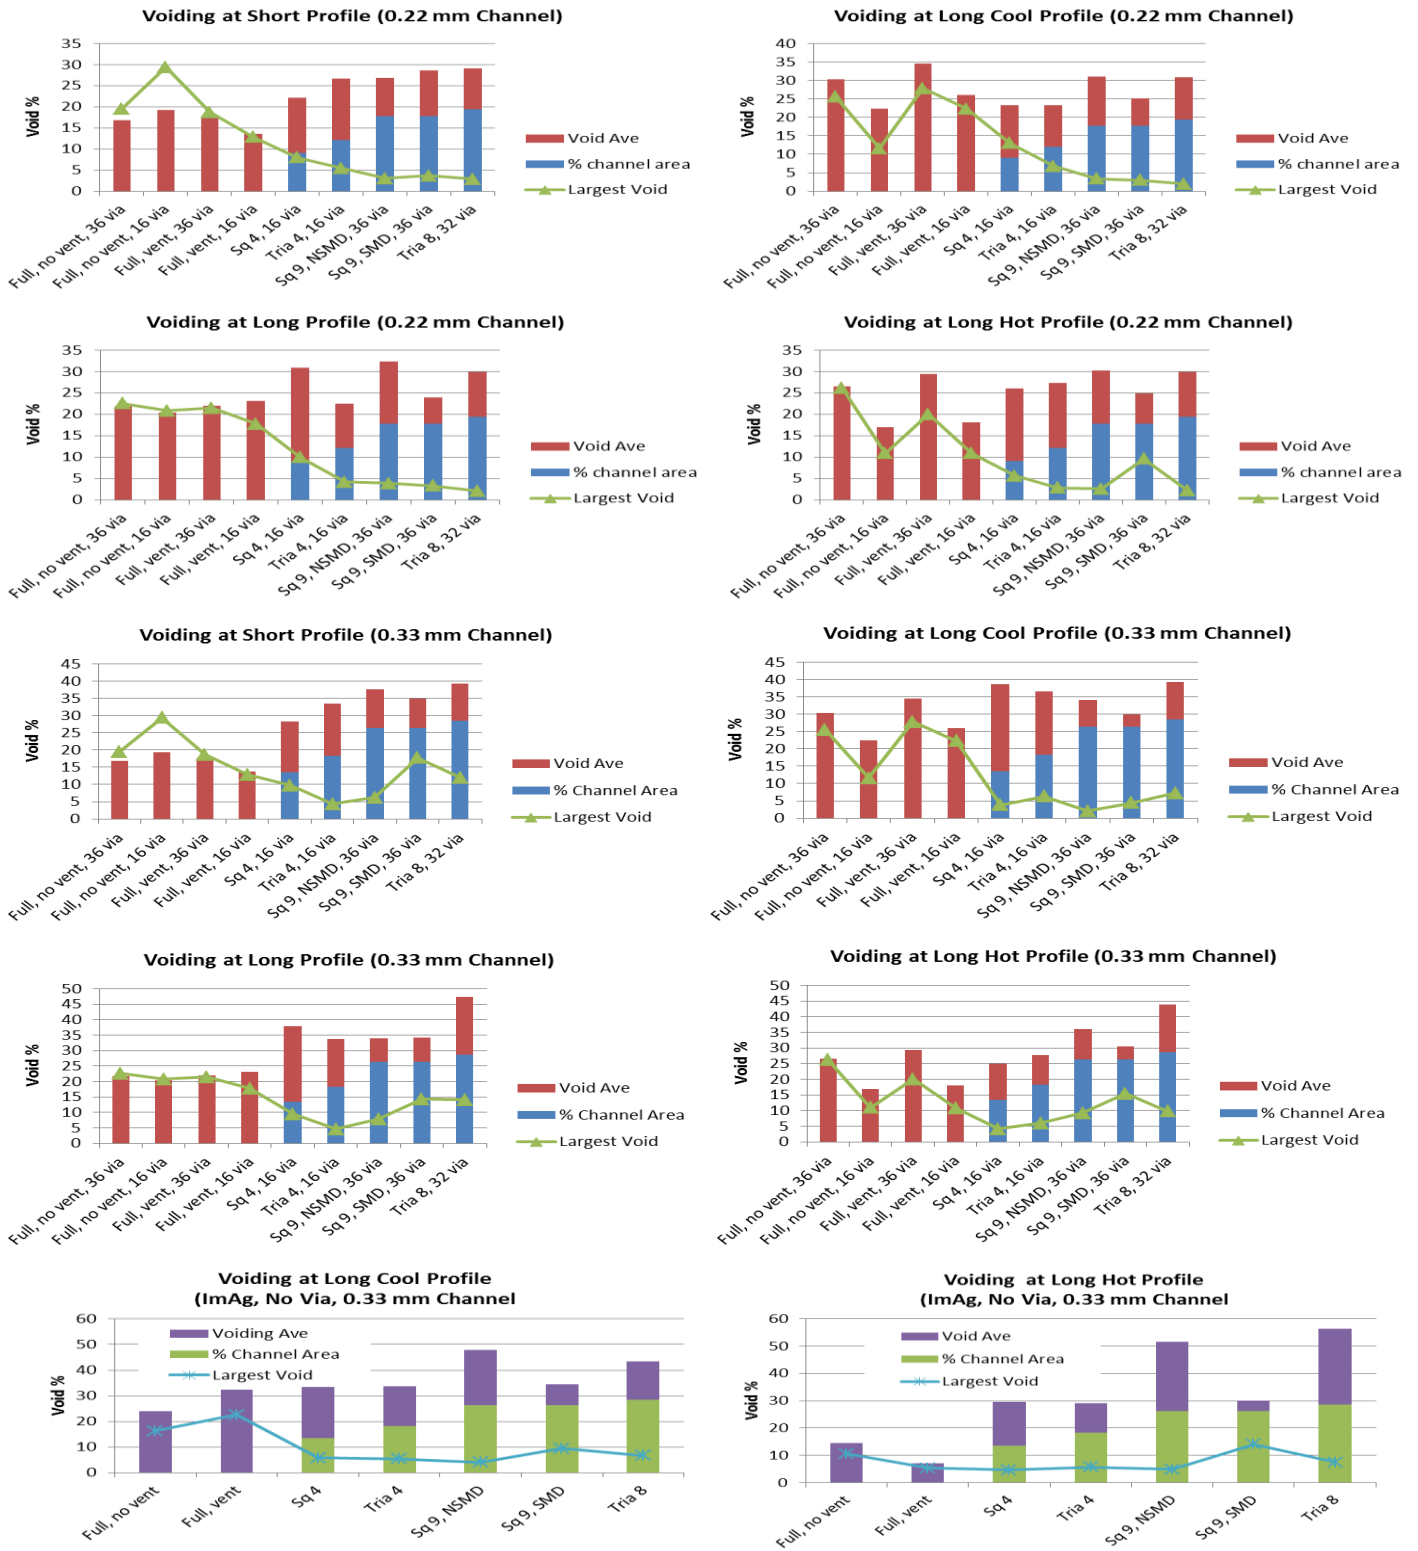 Voiding at Short Profile (0.22 mm Channel)
35
30
25
20
15
10
5
0
Void %
Void Ave
% channel area
Largest Void
Full, no vent, 36 via
Full, no vent, 16 via
Full, vent, 36 via
Full, vent, 16 via
Sq 4, 16 via
Tria 4, 16 via
Sq 9, NSMD, 36 via
Sq 9, SMD, 36 via
Tria 8, 32 via
Voiding at Long Cool Profile (0.22 mm Channel)
40
35
30
25
20
15
10
5
0
Void %
Void Ave
% channel area
Largest Void
Full, no vent, 36 via
Full, no vent, 16 via
Full, vent, 36 via
Full, vent, 16 via
Sq 4, 16 via
Tria 4, 16 via
Sq 9, NSMD, 36 via
Sq 9, SMD, 36 via
Tria 8, 32 via
Voiding at Long Profile (0.22 mm Channel)
35
30
25
20
15
10
5
0
Void %
Void Ave
% channel area
Largest Void
Full, no vent, 36 via
Full, no vent, 16 via
Full, vent, 36 via
Full, vent, 16 via
Sq 4, 16 via
Tria 4, 16 via
Sq 9, NSMD, 36 via
Sq 9, SMD, 36 via
Tria 8, 32 via
Voiding at Long Hot Profile (0.22 mm Channel)
35
30
25
20
15
10
5
0
Void %
Void Ave
% channel area
Largest Void
Full, no vent, 36 via
Full, no vent, 16 via
Full, vent, 36 via
Full, vent, 16 via
Sq 4, 16 via
Tria 4, 16 via
Sq 9, NSMD, 36 via
Sq 9, SMD, 36 via
Tria 8, 32 via
Voiding at Short Profile (0.33 mm Channel)
45
40
35
30
25
20
15
10
5
0
Void %
Void Ave
% Channel Area
Largest Void
Full, no vent, 36 via
Full, no vent, 16 via
Full, vent, 36 via
Full, vent, 16 via
Sq 4, 16 via
Tria 4, 16 via
Sq 9, NSMD, 36 via
Sq 9, SMD, 36 via
Tria 8, 32 via
Voiding at Long Cool Profile (0.33 mm Channel)
45
40
35
30
25
20
15
10
5
0
Void %
Void Ave
% Channel Area
Largest Void
Full, no vent, 36 via
Full, no vent, 16 via
Full, vent, 36 via
Full, vent, 16 via
Sq 4, 16 via
Tria 4, 16 via
Sq 9, NSMD, 36 via
Sq 9, SMD, 36 via
Tria 8, 32 via
Voiding at Long Profile (0.33 mm Channel)
50
45
40
35
30
25
20
15
10
5
0
Void %
Void Ave
% Channel Area
Largest Void
Full, no vent, 36 via
Full, no vent, 16 via
Full, vent, 36 via
Full, vent, 16 via
Sq 4, 16 via
Tria 4, 16 via
Sq 9, NSMD, 36 via
Sq 9, SMD, 36 via
Tria 8, 32 via
Voiding at Long Hot Profile (0.33 mm Channel)
50
45
40
35
30
25
20
15
10
5
0
Void %
Void Ave
% Channel Area
Largest Void
Full, no vent, 36 via
Full, no vent, 16 via
Full, vent, 36 via
Full, vent, 16 via
Sq 4, 16 via
Tria 4, 16 via
Sq 9, NSMD, 36 via
Sq 9, SMD, 36 via
Tria 8, 32 via
Voiding at Long Cool Profile
(ImAg, No Via, 0.33 mm Channel
60
50
40
30
20
10
0
Void %
Voiding Ave
% Channel Area
Largest Void
Full, no vent
Full, vent
Sq 4
Tria 4
Sq 9, NSMD
Sq 9, SMD
Tria 8
Voiding at Long Hot Profile
(ImAg, No Via, 0.33 mm Channel
60
50
40
30
20
10
0
Void %
Void Ave
% Channel Area
Largest Void
Full, no vent
Full, vent
Sq 4
Tria 4
Sq 9, NSMD
Sq 9, SMD
Tria 8